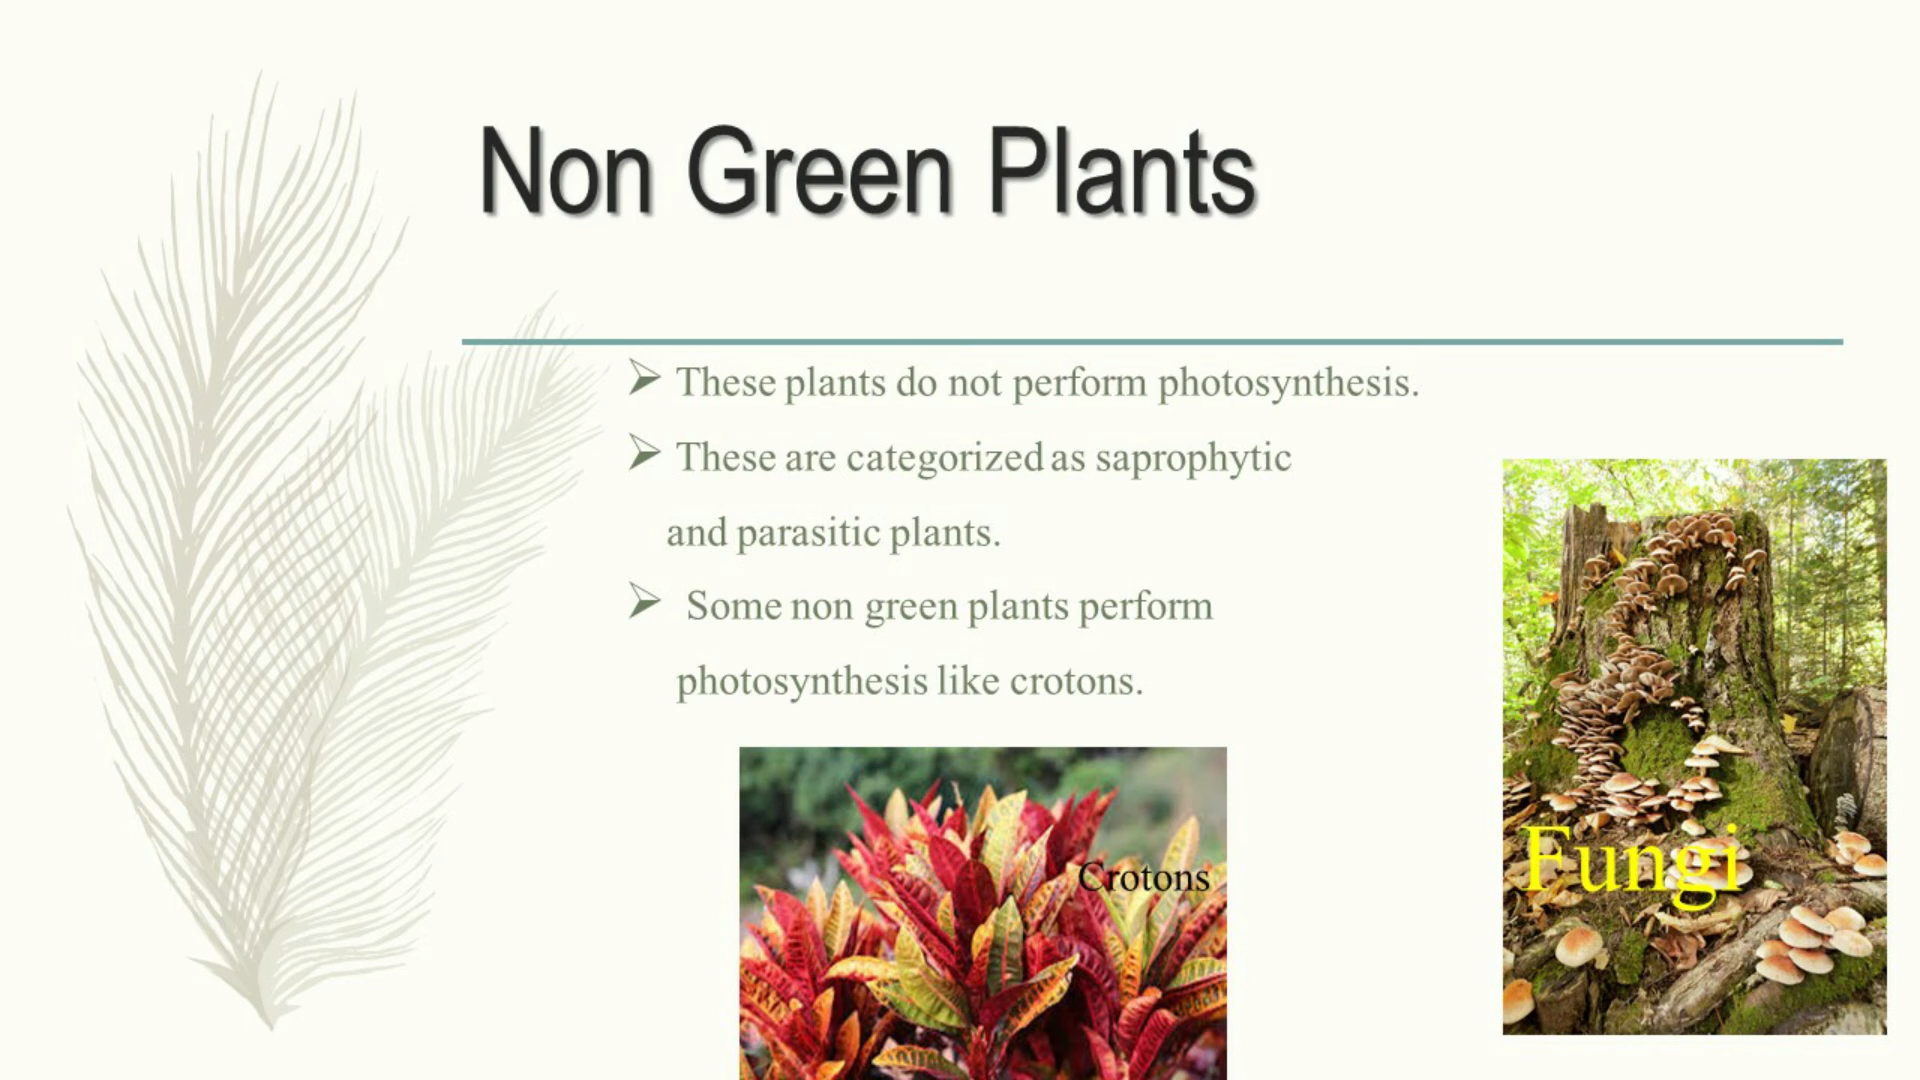 Non Green Plants
These plants do not perform photosynthesis.
These are categorized as saprophytic
and parasitic plants.
Some non green plants perform
photosynthesis like crotons.
Crotons
Fungi